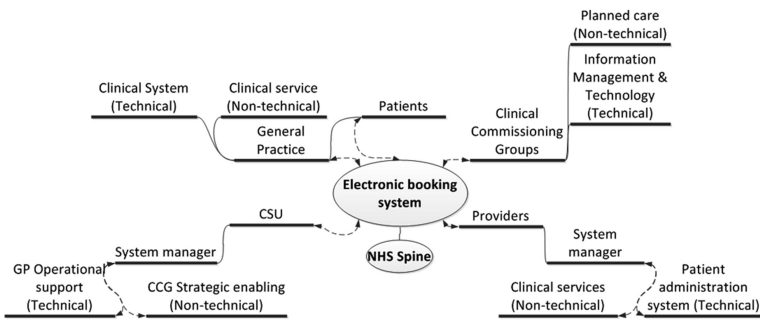 Planned care
(Non-technical)
Information
Management &
Technology
(Technical)
Clinical System
(Technical)
Clinical service
(Non-technical)
Patients
General
Practice
Clinical
Commissioning
Groups
Electronic booking
system
CSU
Providers
NHS Spine
System manager
System
manager
GP Operational
support
(Technical)
CCG Strategic enabling
(Non-technical)
Clinical services
(Non-technical)
Patient
administration
system (Technical)